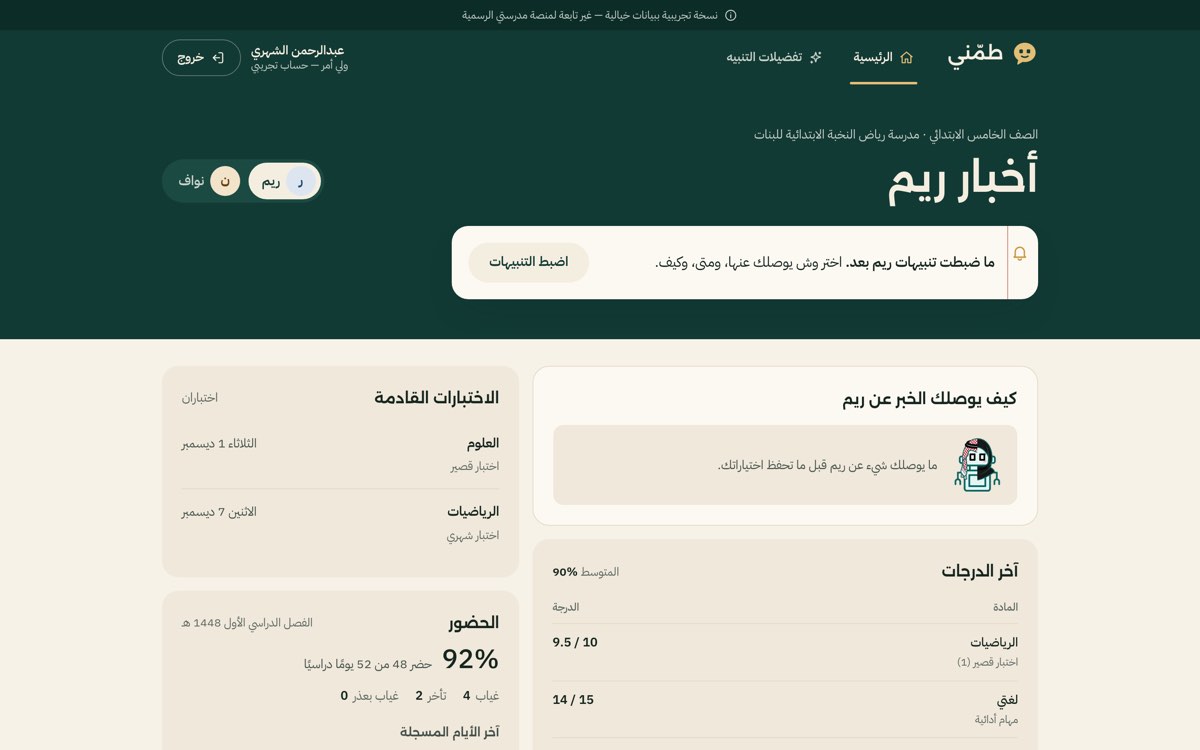 نسخة تجريبية ببيانات خيالية — غير تابعة لمنصة مدرستي الرسمية
طمّني
الرئيسية
تفضيلات التنبيه
عبدالرحمن الشهري
ولي أمر — حساب تجريبي
خروج
الصف الخامس الابتدائي · مدرسة رياض النخبة الابتدائية للبنات
أخبار ريم
ر ريم
ن نواف
ما ضبطت تنبيهات ريم بعد. اختر وش يوصلك عنها، ومتى، وكيف.
اضبط التنبيهات
كيف يوصلك الخبر عن ريم
ما يوصلك شيء عن ريم قبل ما تحفظ اختياراتك.
آخر الدرجات
المتوسط 90%
المادة
الدرجة
الرياضيات
9.5 / 10
اختبار قصير (1)
لغتي
14 / 15
مهام أدائية
الاختبارات القادمة
اختباران
العلوم
الثلاثاء 1 ديسمبر
اختبار قصير
الرياضيات
الاثنين 7 ديسمبر
اختبار شهري
الحضور
الفصل الدراسي الأول 1448 هـ
92% حضر 48 من 52 يومًا دراسيًا
غياب 4 تأخر 2 غياب بعذر 0
آخر الأيام المسجلة